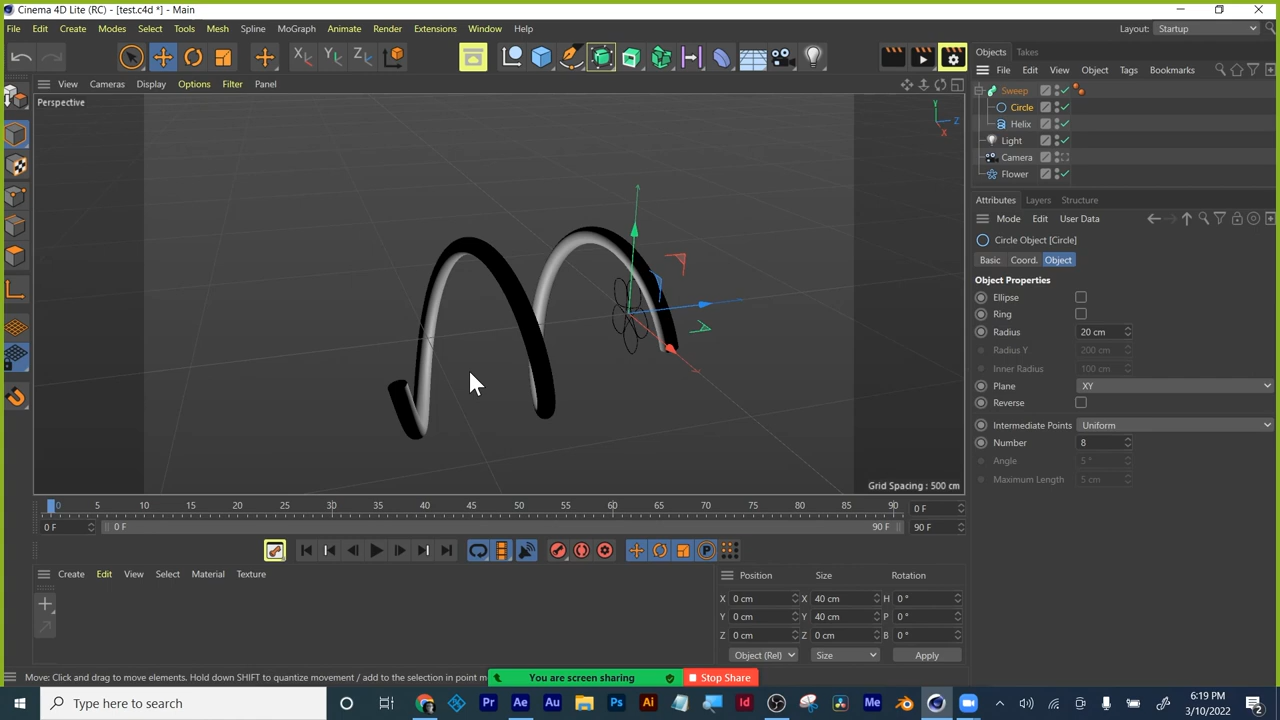 Cinema 4D Lite (RC) - [test.c4d *] - Main
File Edit Create Modes Select Tools Mesh Spline MoGraph Animate Render Extensions Window Help Layout: Startup
X Y Z
View Cameras Display Options Filter Panel
Perspective
Y Z X
Grid Spacing : 500 cm
Objects Takes
File Edit View Object Tags Bookmarks
Sweep
Circle
Helix
Light
Camera
Flower
Attributes Layers Structure
Mode Edit User Data
Circle Object [Circle]
Basic Coord. Object
Object Properties
Ellipse
Ring
Radius 20 cm
Radius Y 200 cm
Inner Radius 100 cm
Plane XY
Reverse
Intermediate Points Uniform
Number 8
Angle 5 °
Maximum Length 5 cm
0 5 10 15 20 25 30 35 40 45 50 55 60 65 70 75 80 85 90 0 F
0 F 0 F 90 F 90 F
P
Create Edit View Select Material Texture
Position Size Rotation
X 0 cm X 40 cm H 0 °
Y 0 cm Y 40 cm P 0 °
Z 0 cm Z 0 cm B 0 °
Object (Rel) Size Apply
Move: Click and drag to move elements. Hold down SHIFT to quantize movement / add to the selection in point m
You are screen sharing Stop Share
Type here to search
Pr Ae Au Ps Ai Id Me
6:19 PM
3/10/2022
2